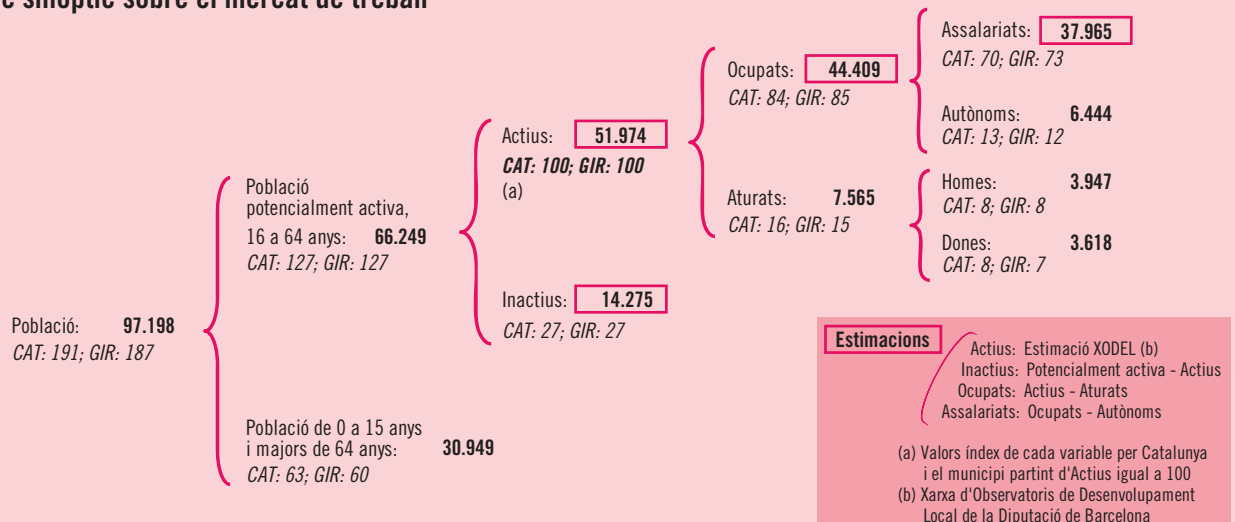 e sinòptic sobre el mercat de treball
Població: 97.198
CAT: 191; GIR: 187
Població
potencialment activa,
16 a 64 anys: 66.249
CAT: 127; GIR: 127
Població de 0 a 15 anys
i majors de 64 anys: 30.949
CAT: 63; GIR: 60
Actius: 51.974
CAT: 100; GIR: 100
(a)
Inactius: 14.275
CAT: 27; GIR: 27
Ocupats: 44.409
CAT: 84; GIR: 85
Aturats: 7.565
CAT: 16; GIR: 15
Assalariats: 37.965
CAT: 70; GIR: 73
Autònoms: 6.444
CAT: 13; GIR: 12
Homes: 3.947
CAT: 8; GIR: 8
Dones: 3.618
CAT: 8; GIR: 7
Estimacions
Actius: Estimació XODEL (b)
Inactius: Potencialment activa - Actius
Ocupats: Actius - Aturats
Assalariats: Ocupats - Autònoms
(a) Valors índex de cada variable per Catalunya
i el municipi partint d'Actius igual a 100
(b) Xarxa d'Observatoris de Desenvolupament
Local de la Diputació de Barcelona